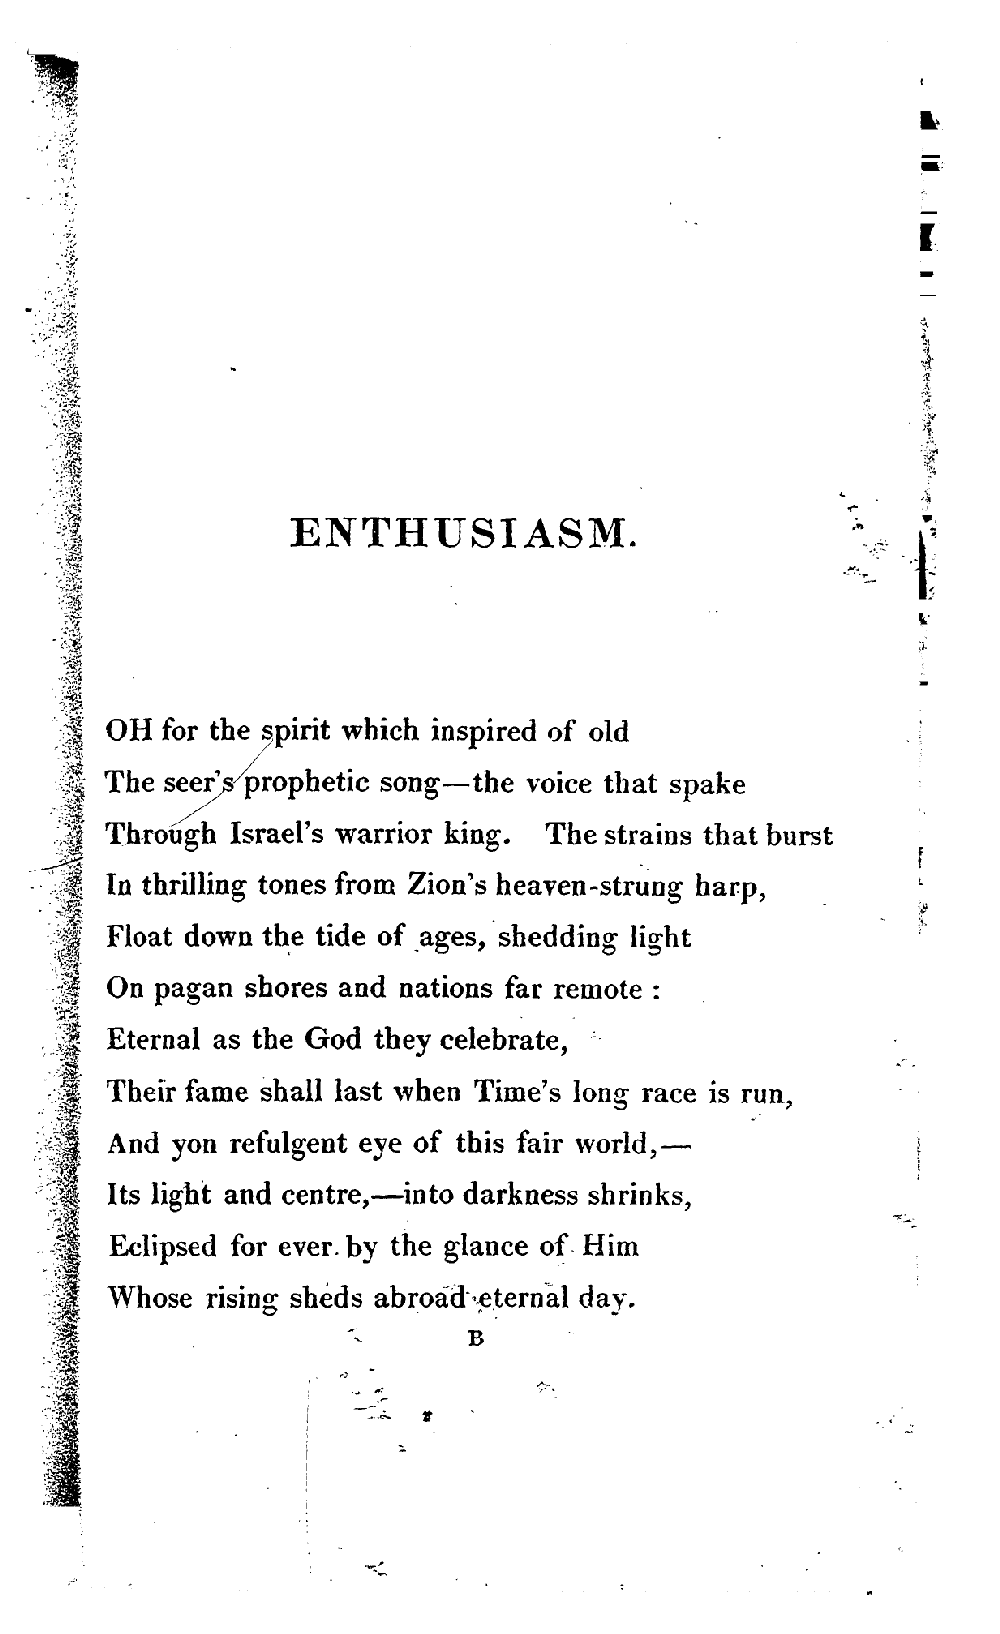 ENTHUSIASM.
OH for the spirit which inspired of old
The seer's prophetic song—the voice that spake
Through Israel's warrior king. The strains that burst
In thrilling tones from Zion's heaven-strung harp,
Float down the tide of ages, shedding light
On pagan shores and nations far remote :
Eternal as the God they celebrate,
Their fame shall last when Time's long race is run,
And yon refulgent eye of this fair world,—
Its light and centre,—into darkness shrinks,
Eclipsed for ever by the glance of Him
Whose rising sheds abroad eternal day.
B